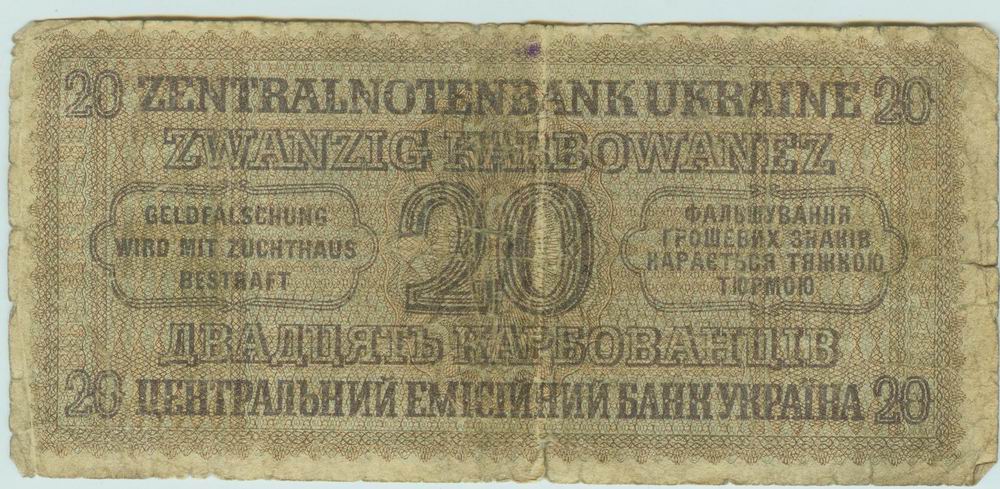 20 ZENTRALNOTENBANK UKRAINE 20
ZWANZIG KARBOWANEZ
GELDFÄLSCHUNG
WIRD MIT ZUCHTHAUS
BESTRAFT
20
ФАЛЬШУВАННЯ
ГРОШЕВИХ ЗНАКІВ
КАРАЄТЬСЯ ТЯЖКОЮ
ТЮРМОЮ
ДВАДЦЯТЬ КАРБОВАНЦІВ
20 ЦЕНТРАЛЬНИЙ ЕМІСІЙНИЙ БАНК УКРАЇНА 20